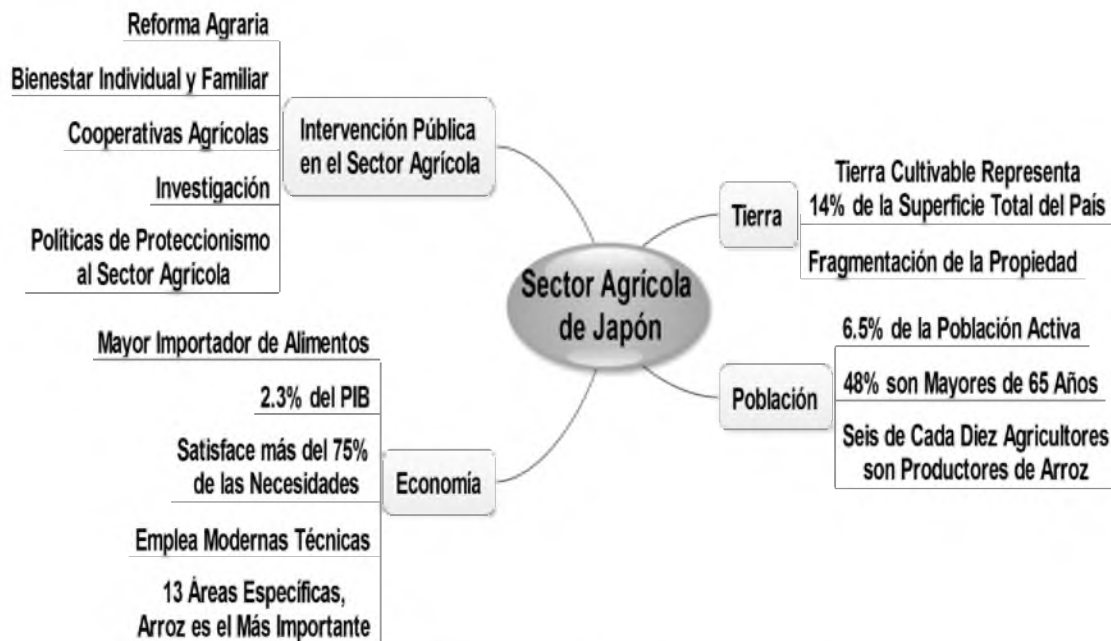 Reforma Agraria
Bienestar Individual y Familiar
Cooperativas Agrícolas
Investigación
Políticas de Proteccionismo
al Sector Agrícola
Intervención Pública
en el Sector Agrícola
Mayor Importador de Alimentos
2.3% del PIB
Satisface más del 75%
de las Necesidades
Emplea Modernas Técnicas
13 Áreas Específicas,
Arroz es el Más Importante
Economía
Sector Agrícola
de Japón
Tierra
Tierra Cultivable Representa
14% de la Superficie Total del País
Fragmentación de la Propiedad
Población
6.5% de la Población Activa
48% son Mayores de 65 Años
Seis de Cada Diez Agricultores
son Productores de Arroz